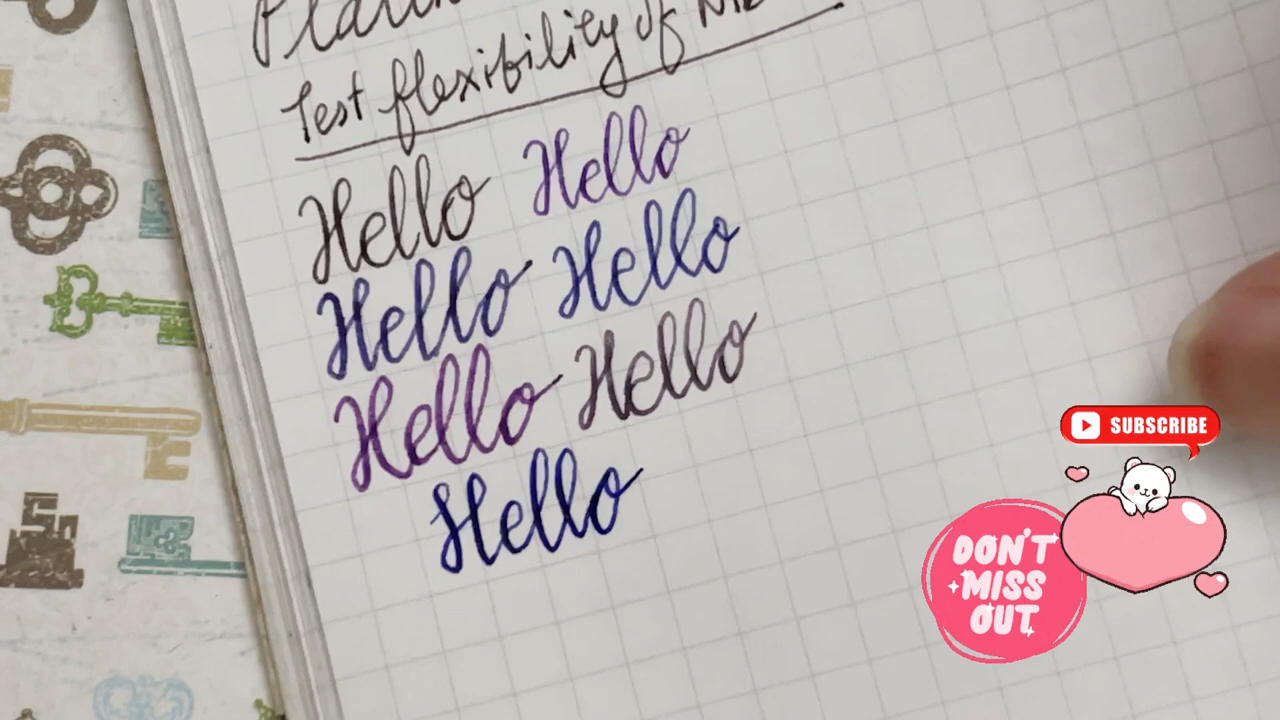 Test flexibility of
Hello Hello
Hello Hello
Hello Hello
Hello
SUBSCRIBE
DON'T
MISS
OUT